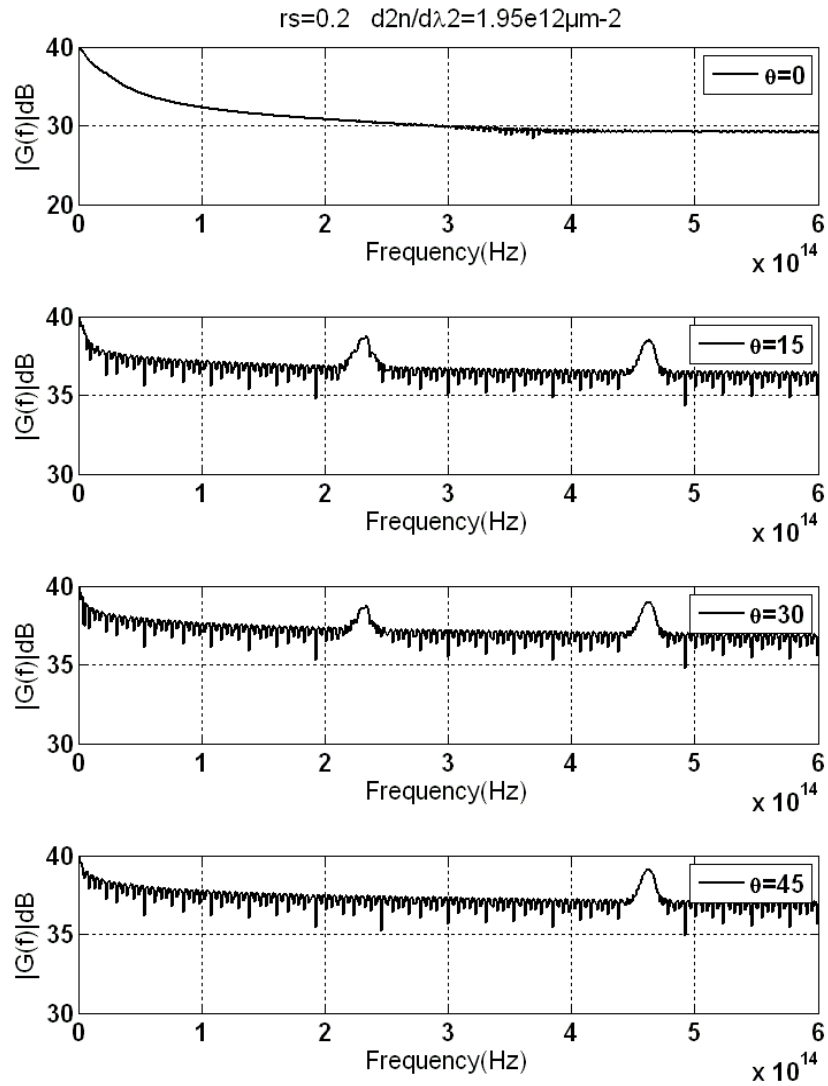 rs=0.2 d2n/dλ2=1.95e12µm-2
40
30
20
|G(f)|dB
θ=0
0 1 2 3 4 5 6
Frequency(Hz)
x 10^14
40
35
30
|G(f)|dB
θ=15
0 1 2 3 4 5 6
Frequency(Hz)
x 10^14
40
35
30
|G(f)|dB
θ=30
0 1 2 3 4 5 6
Frequency(Hz)
x 10^14
40
35
30
|G(f)|dB
θ=45
0 1 2 3 4 5 6
Frequency(Hz)
x 10^14